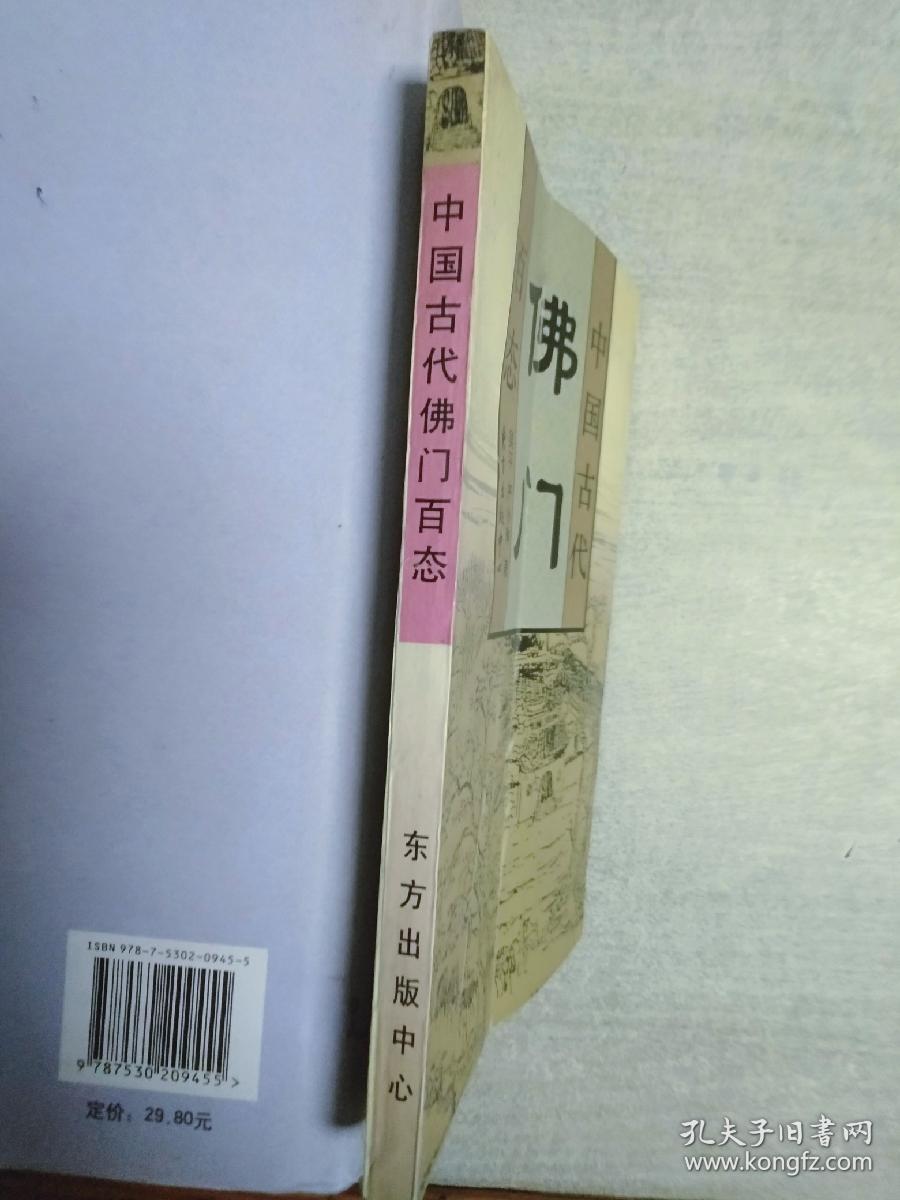 中国古代佛门百态
东方出版中心
中国古代
佛门
百态
ISBN 978-7-5302-0945-5
9 787530 209455 >
定价：29.80元
孔夫子旧書网
www.kongfz.com